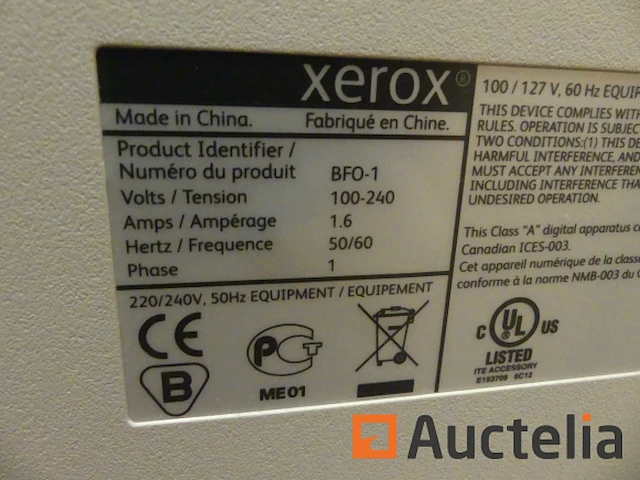 xerox®
Made in China. Fabriqué en Chine.
Product Identifier /
Numéro du produit BFO-1
Volts / Tension 100-240
Amps / Ampérage 1.6
Hertz / Frequence 50/60
Phase 1
220/240V, 50Hz EQUIPMENT / EQUIPEMENT
CE
B
PCT
ME01
100 / 127 V, 60 Hz EQUIP
THIS DEVICE COMPLIES WITH
RULES. OPERATION IS SUBJEC
TWO CONDITIONS:(1) THIS DE
HARMFUL INTERFERENCE, AND
MUST ACCEPT ANY INTERFEREN
INCLUDING INTERFERENCE THA
UNDESIRED OPERATION.
This Class "A" digital apparatus co
Canadian ICES-003.
Cet appareil numérique de la classe
conforme à la norme NMB-003 du C
c UL US
LISTED
ITE ACCESSORY
E153709 6C12
Auctelia